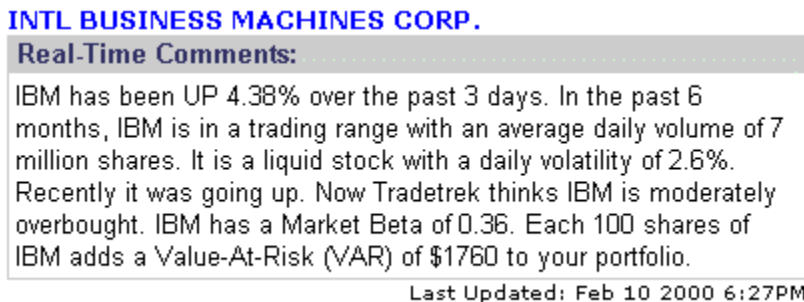 INTL BUSINESS MACHINES CORP.
Real-Time Comments:
IBM has been UP 4.38% over the past 3 days. In the past 6
months, IBM is in a trading range with an average daily volume of 7
million shares. It is a liquid stock with a daily volatility of 2.6%.
Recently it was going up. Now Tradetrek thinks IBM is moderately
overbought. IBM has a Market Beta of 0.36. Each 100 shares of
IBM adds a Value-At-Risk (VAR) of $1760 to your portfolio.
Last Updated: Feb 10 2000 6:27PM